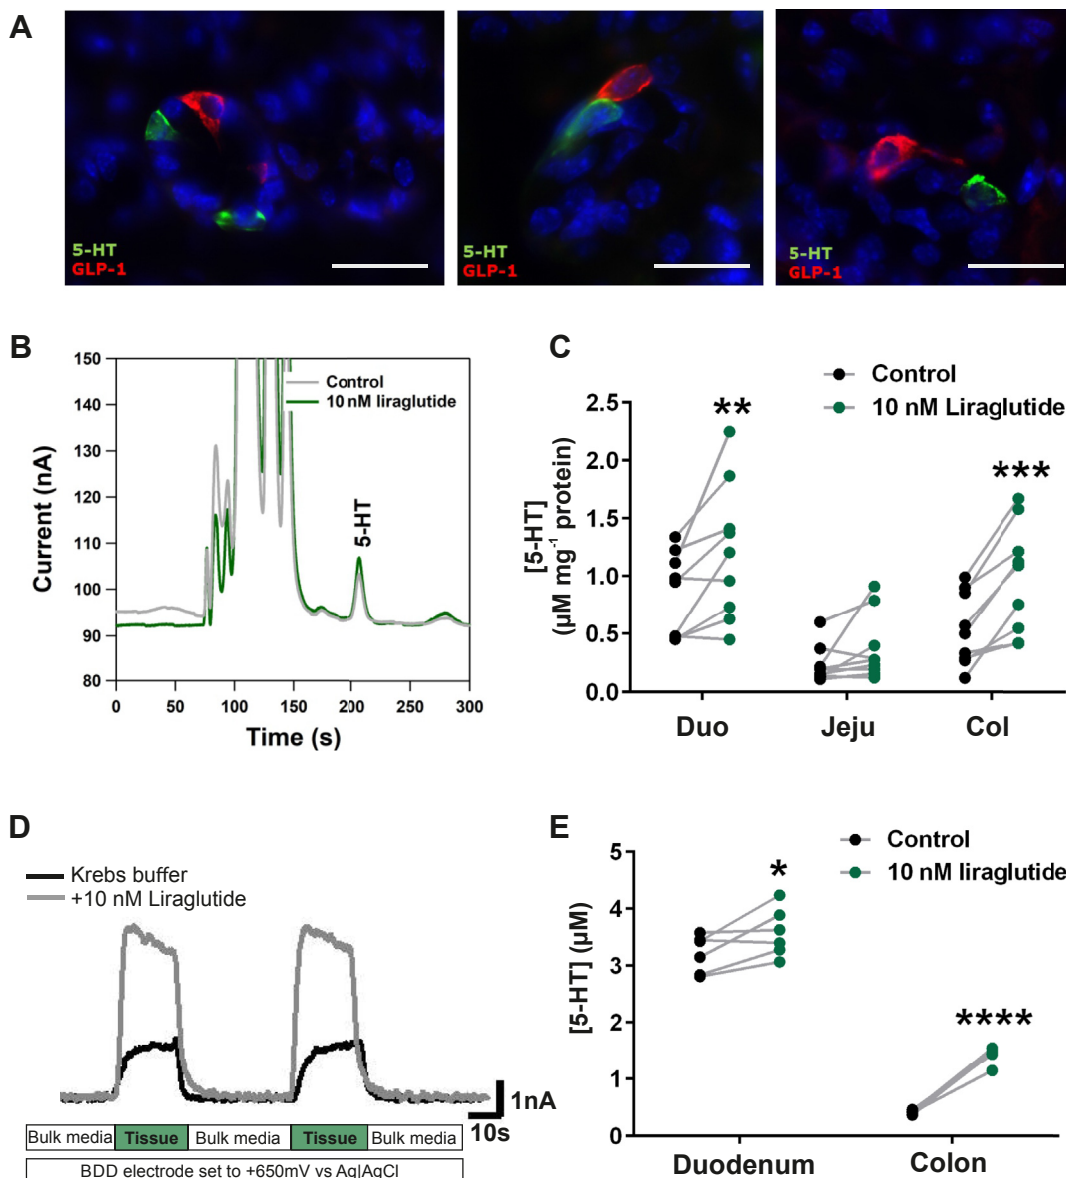 A
5-HT
GLP-1
5-HT
GLP-1
5-HT
GLP-1
B
150
140
130
120
110
100
90
80
Current (nA)
Control
10 nM liraglutide
5-HT
0
50
100
150
200
250
300
Time (s)
C
Control
10 nM Liraglutide
2.5
2.0
1.5
1.0
0.5
0.0
[5-HT]
(µM mg⁻¹ protein)
**
***
Duo
Jeju
Col
D
Krebs buffer
+10 nM Liraglutide
1nA
10s
Bulk media
Tissue
Bulk media
Tissue
Bulk media
BDD electrode set to +650mV vs Ag|AgCl
E
Control
10 nM liraglutide
5
4
3
2
1
0
[5-HT] (µM)
*
****
Duodenum
Colon